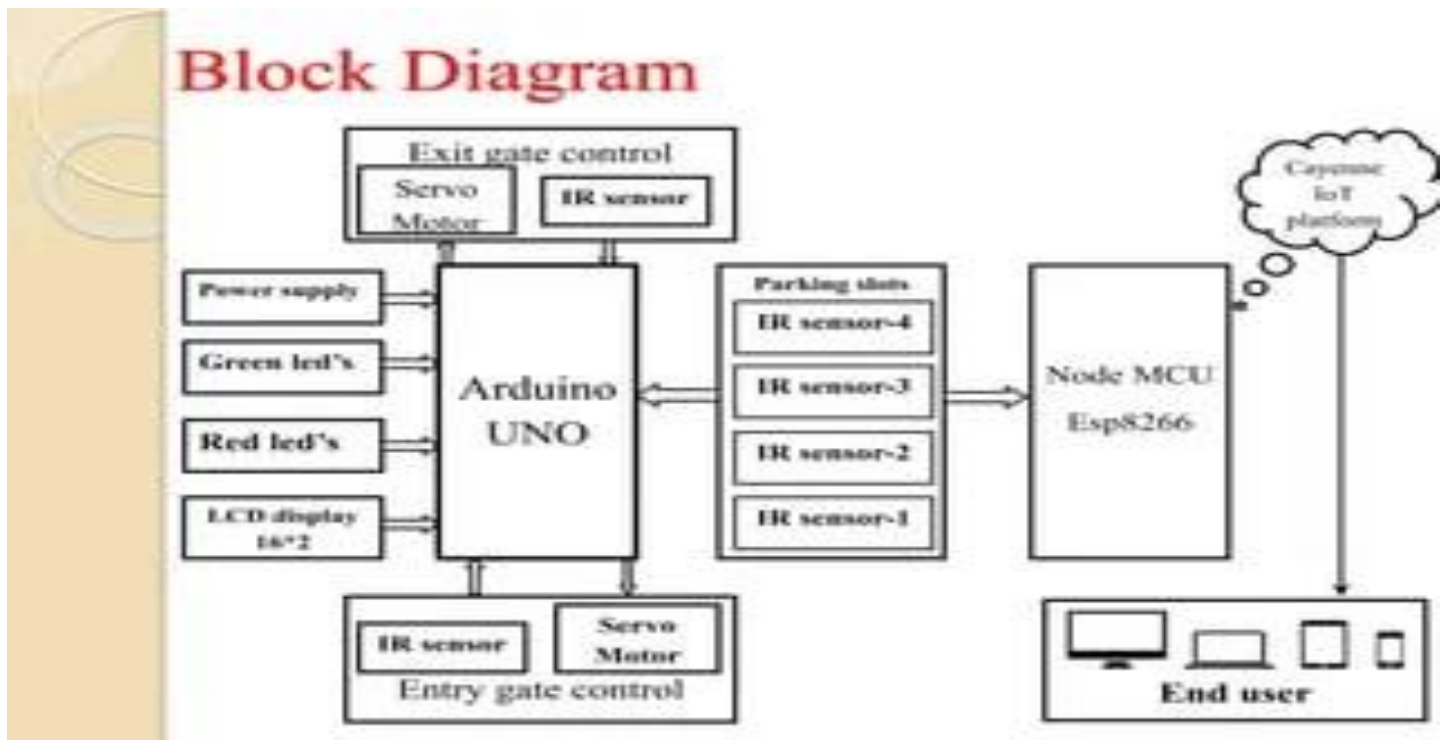 Block Diagram
Exit gate control
Servo
Motor
IR sensor
Cayenne
IoT
platform
Power supply
Green led's
Red led's
LCD display
16*2
Arduino
UNO
Parking slots
IR sensor-4
IR sensor-3
IR sensor-2
IR sensor-1
Node MCU
Esp8266
IR sensor
Servo
Motor
Entry gate control
End user